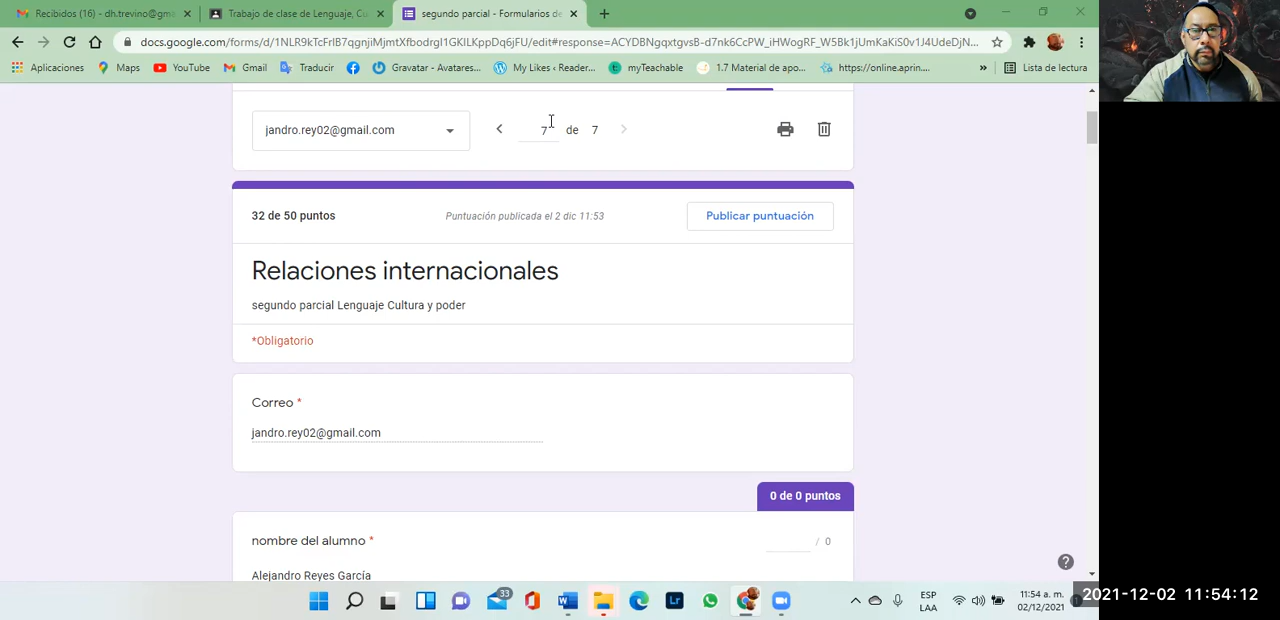 Recibidos (16) - dh.trevino@gma
Trabajo de clase de Lenguaje, Cu
segundo parcial - Formularios de
docs.google.com/forms/d/1NLR9kTcFHB7qgnjiMjmtXfbodrgI1GKILKppDq6jFU/edit#response=ACYDBNgqxtgvsB-d7nk6CcPW_iHWogRF_W5Bk1jUmKaKiS0v1J4UdeDjN...
Aplicaciones Maps YouTube Gmail Traducir Gravatar - Avatares... My Likes ‹ Reader... myTeachable 1.7 Material de apo... https://online.aprin... » Lista de lectura
jandro.rey02@gmail.com 7 de 7
32 de 50 puntos Puntuación publicada el 2 dic 11:53 Publicar puntuación
Relaciones internacionales
segundo parcial Lenguaje Cultura y poder
*Obligatorio
Correo *
jandro.rey02@gmail.com
0 de 0 puntos
nombre del alumno * / 0
Alejandro Reyes García
33
ESP
LAA
11:54 a. m.
02/12/2021
2021-12-02 11:54:12